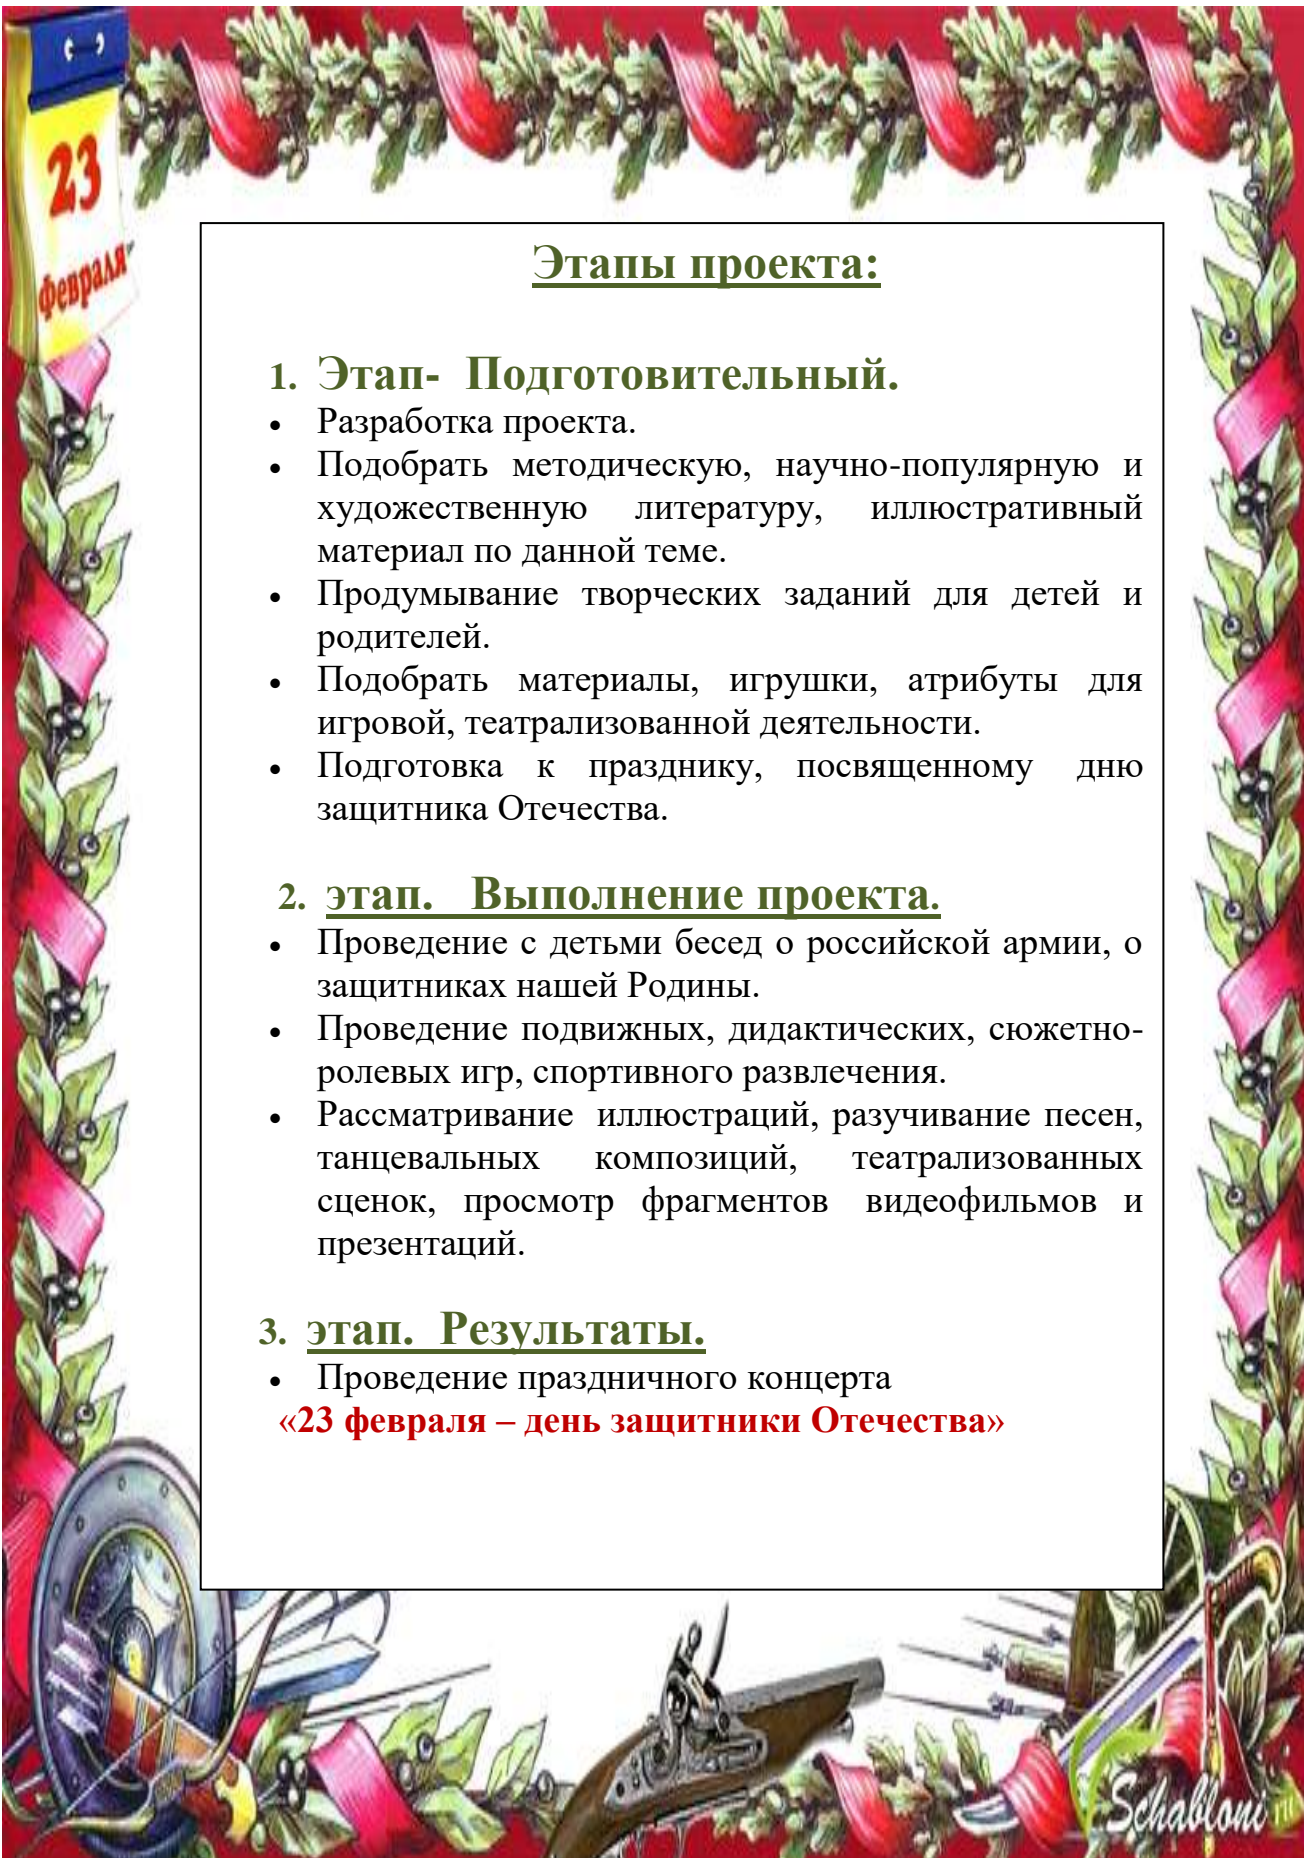 23
февраля
Этапы проекта:
1. Этап- Подготовительный.
• Разработка проекта.
• Подобрать методическую, научно-популярную и
художественную литературу, иллюстративный
материал по данной теме.
• Продумывание творческих заданий для детей и
родителей.
• Подобрать материалы, игрушки, атрибуты для
игровой, театрализованной деятельности.
• Подготовка к празднику, посвященному дню
защитника Отечества.
2. этап. Выполнение проекта.
• Проведение с детьми бесед о российской армии, о
защитниках нашей Родины.
• Проведение подвижных, дидактических, сюжетно-
ролевых игр, спортивного развлечения.
• Рассматривание иллюстраций, разучивание песен,
танцевальных композиций, театрализованных
сценок, просмотр фрагментов видеофильмов и
презентаций.
3. этап. Результаты.
• Проведение праздничного концерта
«23 февраля – день защитники Отечества»
Schabloni.ru